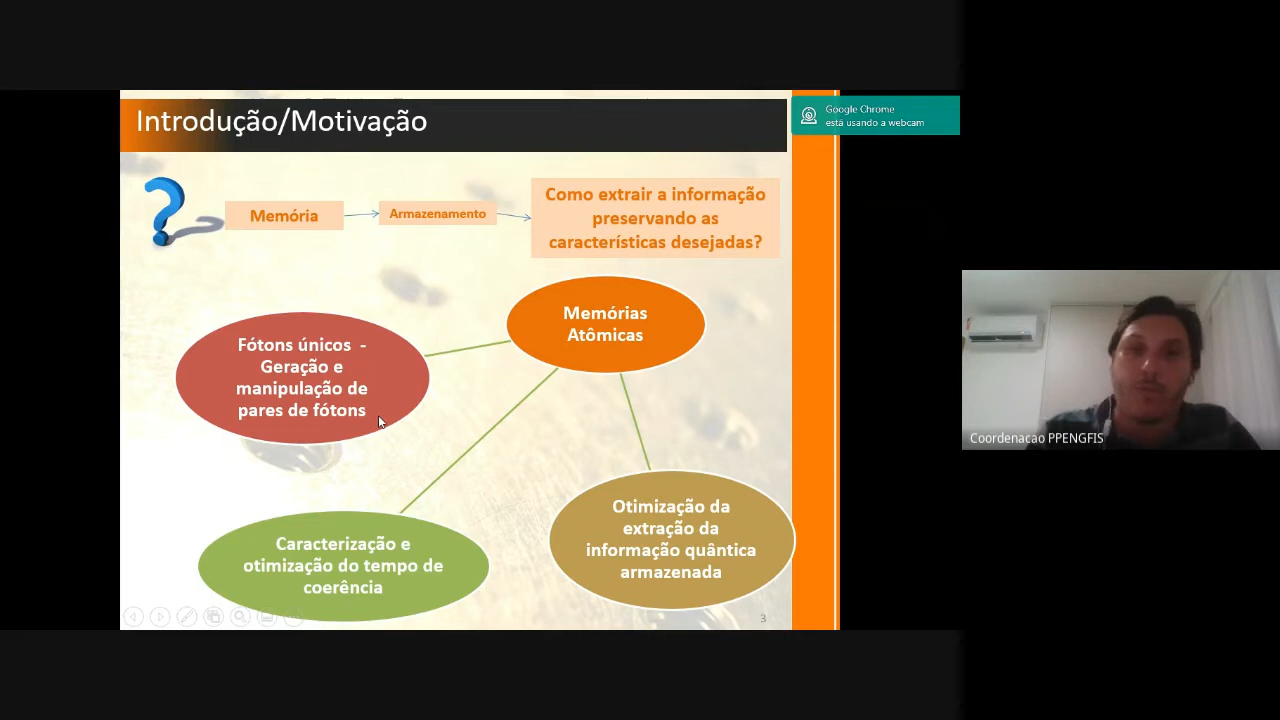 Introdução/Motivação
Google Chrome
está usando a webcam
Memória
Armazenamento
Como extrair a informação
preservando as
características desejadas?
Memórias
Atômicas
Fótons únicos -
Geração e
manipulação de
pares de fótons
Otimização da
extração da
informação quântica
armazenada
Caracterização e
otimização do tempo de
coerência
3
Coordenacao PPENGFIS